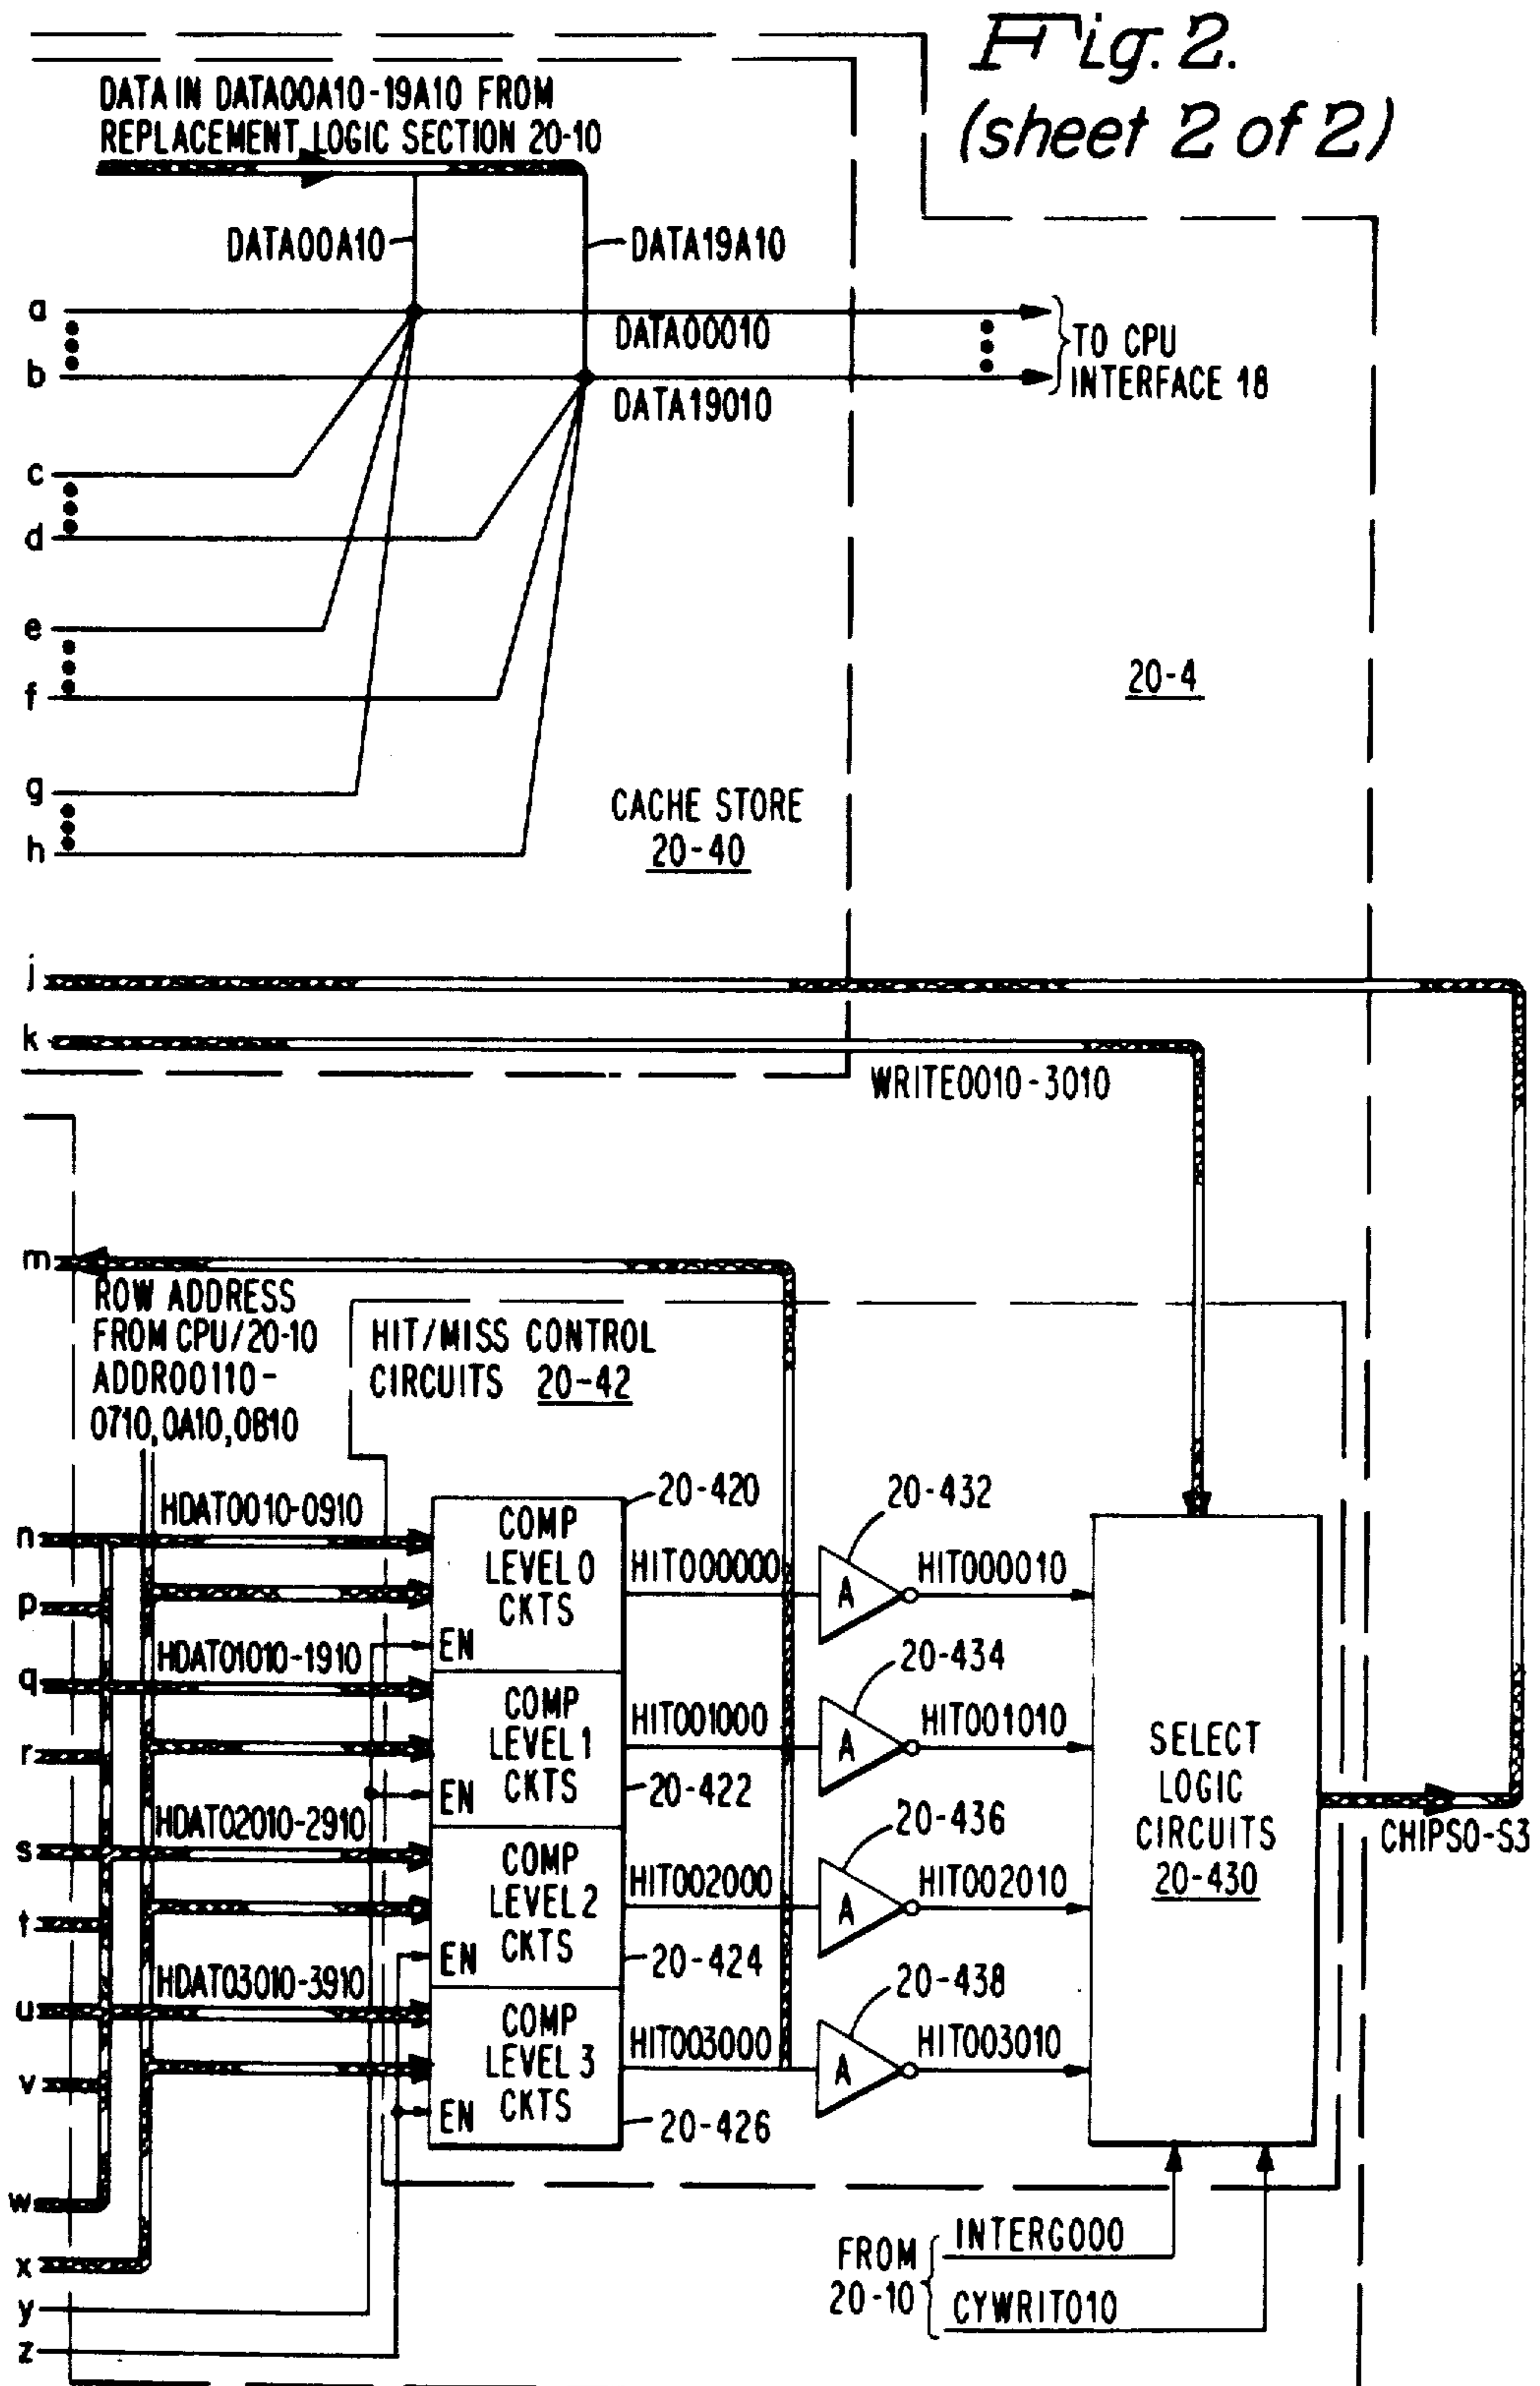 Fig. 2.
(sheet 2 of 2)
DATA IN DATA00A10-19A10 FROM
REPLACEMENT LOGIC SECTION 20-10
DATA00A10
DATA19A10
a
DATA00010
b
DATA19010
TO CPU
INTERFACE 18
c
d
e
f
20-4
g
h
CACHE STORE
20-40
j
k
WRITE0010-3010
m
ROW ADDRESS
FROM CPU/20-10
ADDR00110-
0710,0A10,0B10
HIT/MISS CONTROL
CIRCUITS 20-42
n
HDAT0010-0910
p
COMP
LEVEL 0
CKTS
EN
20-420
HIT000000
20-432
A
HIT000010
q
HDAT01010-1910
r
COMP
LEVEL 1
CKTS
EN
HIT001000
20-422
20-434
A
HIT001010
s
HDAT02010-2910
t
COMP
LEVEL 2
CKTS
EN
HIT002000
20-424
20-436
A
HIT002010
u
HDAT03010-3910
v
COMP
LEVEL 3
CKTS
EN
HIT003000
20-426
20-438
A
HIT003010
SELECT
LOGIC
CIRCUITS
20-430
CHIPS0-S3
w
x
y
z
FROM
20-10
INTERG000
CYWRIT010